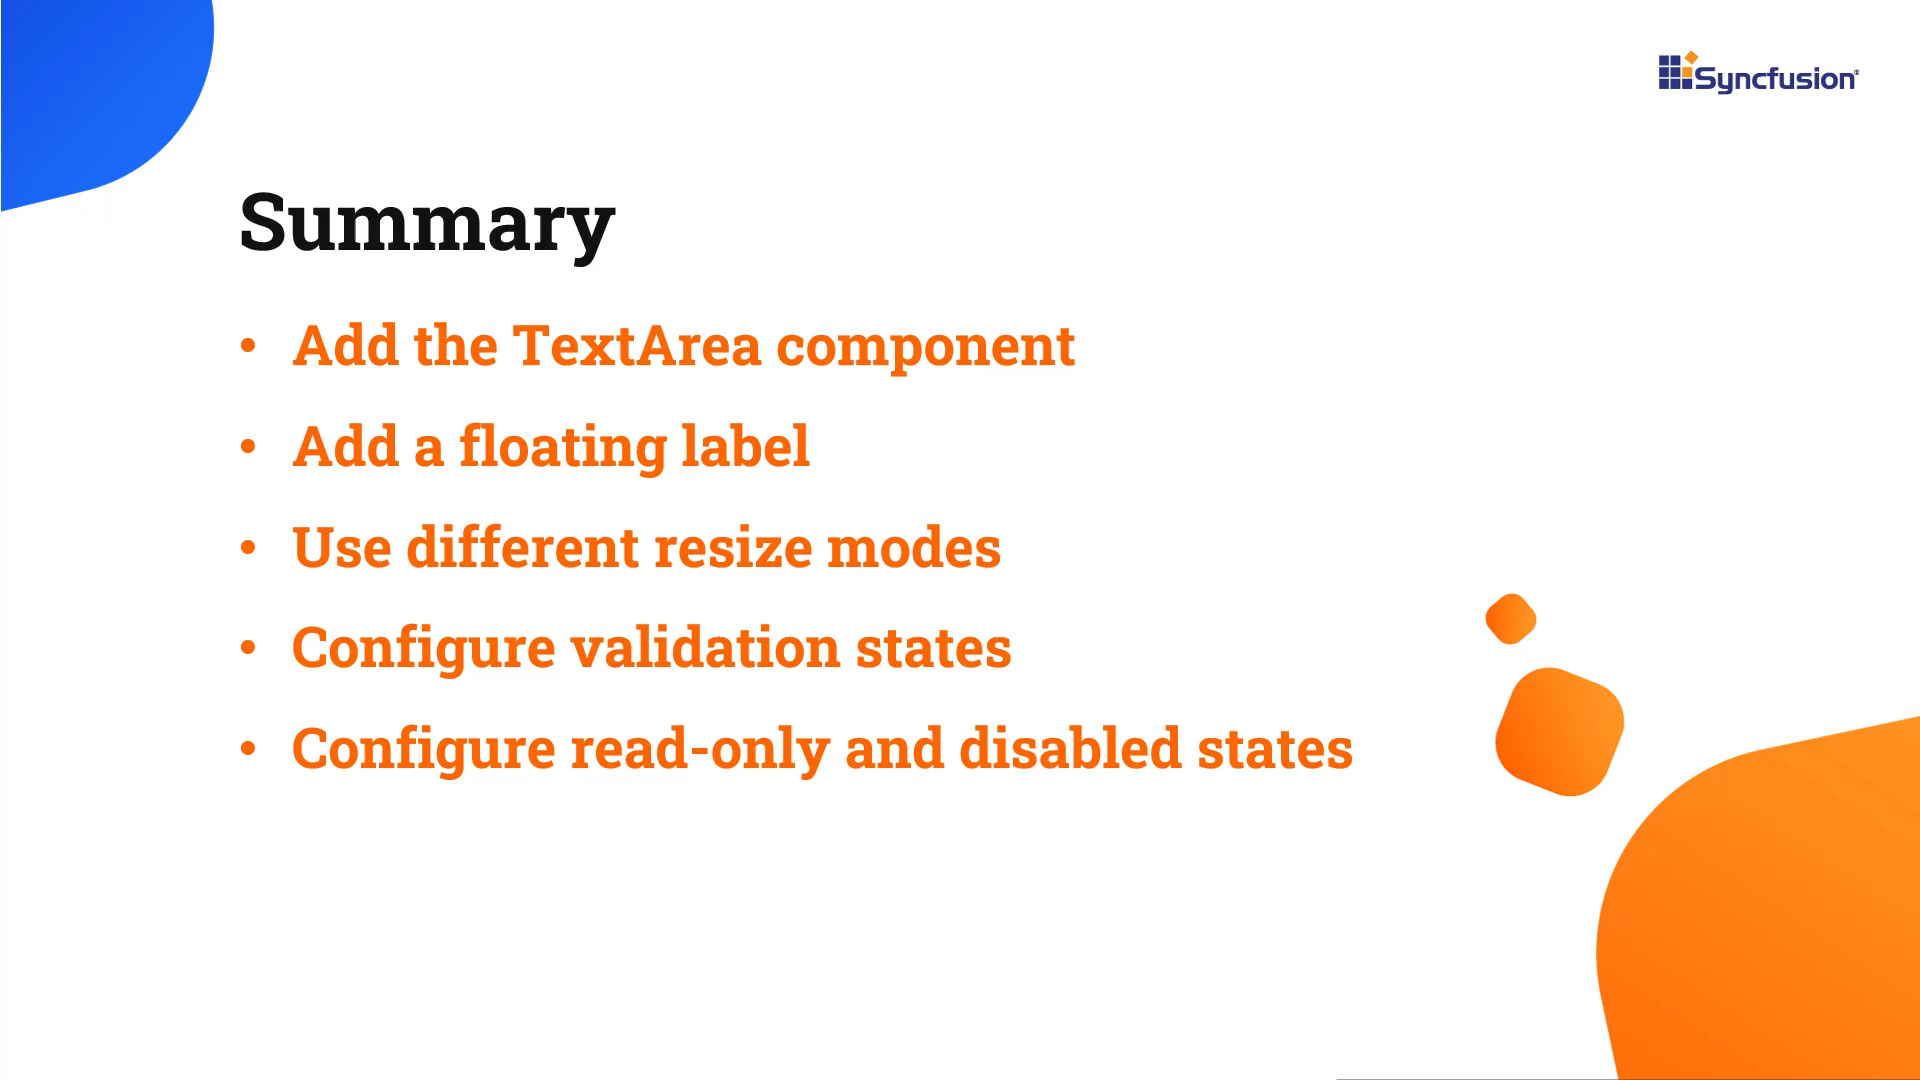 Syncfusion®
Summary
• Add the TextArea component
• Add a floating label
• Use different resize modes
• Configure validation states
• Configure read-only and disabled states